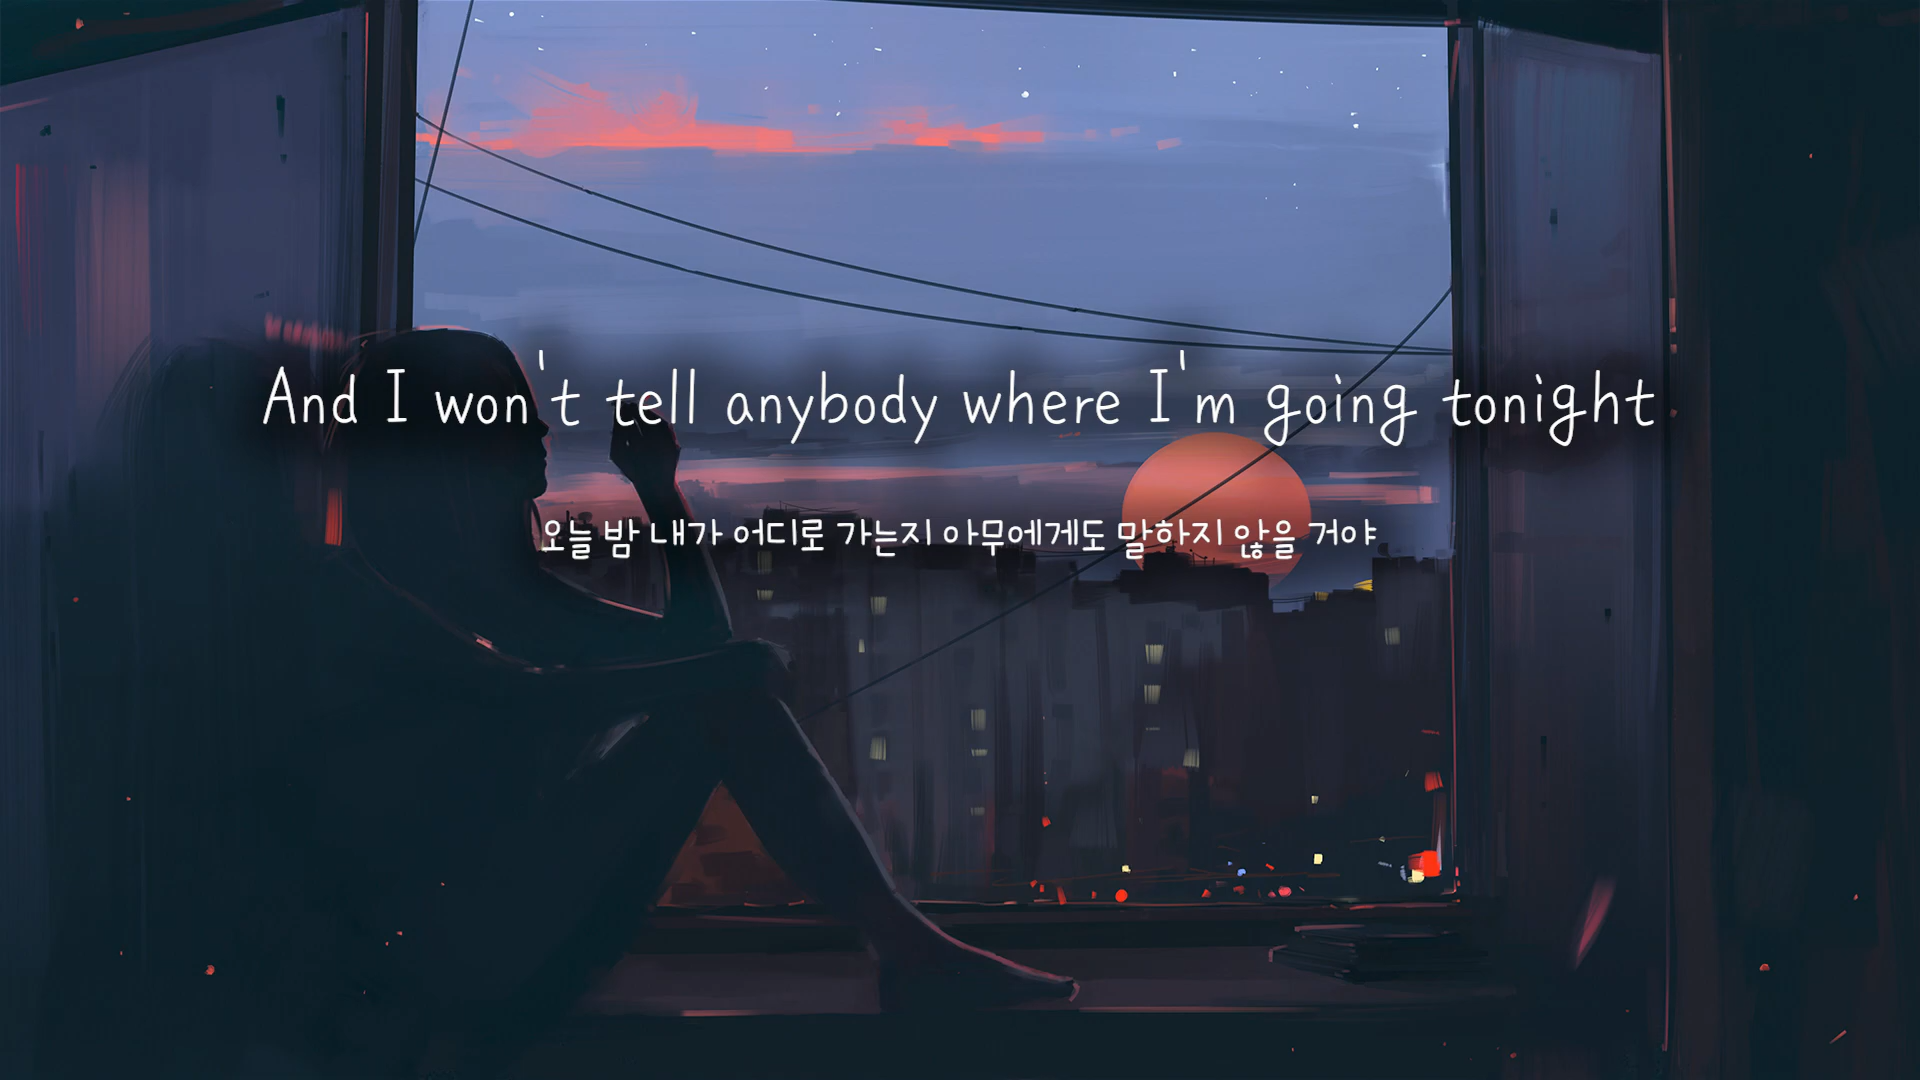 And I won't tell anybody where I'm going tonight
오늘 밤 내가 어디로 가는지 아무에게도 말하지 않을 거야